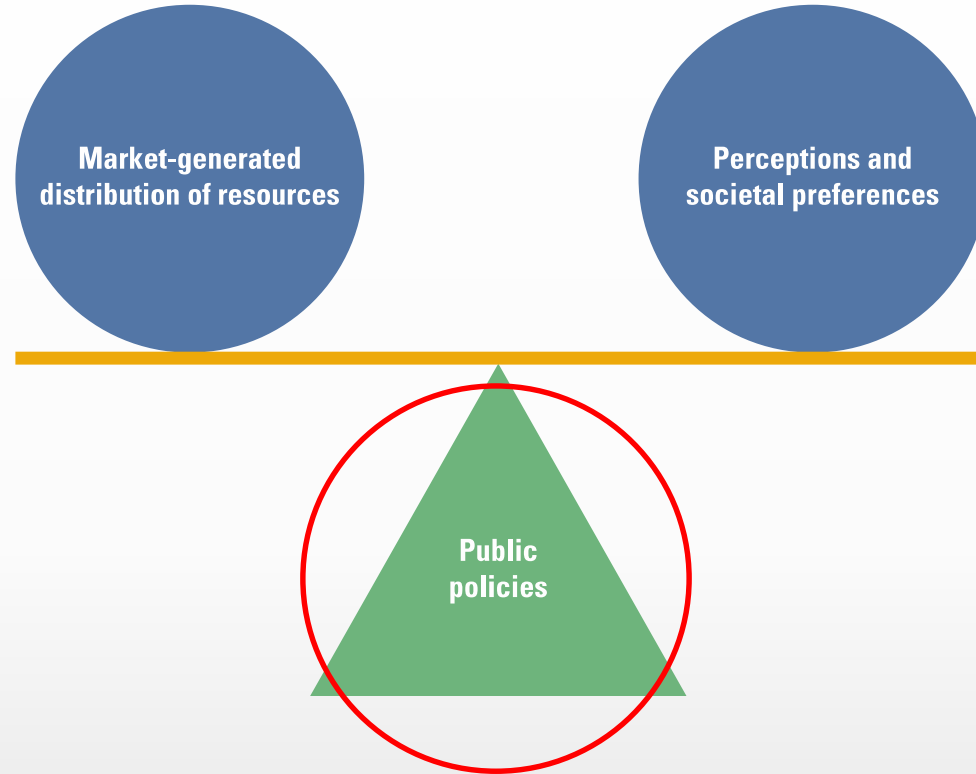 Market-generated
distribution of resources
Perceptions and
societal preferences
Public
policies